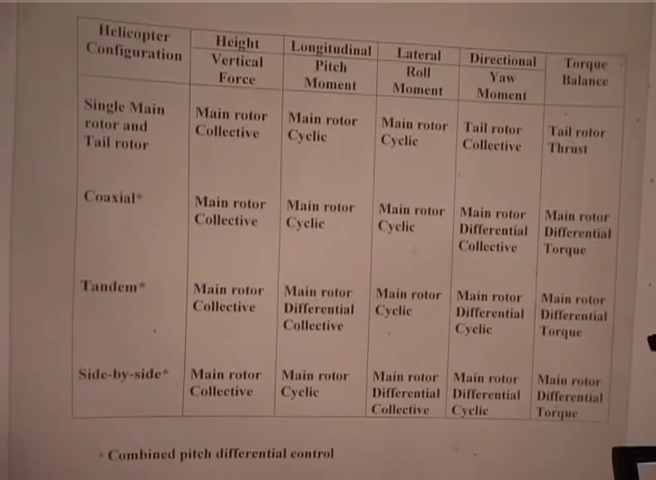 Helicopter Configuration | Height | Longitudinal | Lateral | Directional | Torque Balance
Vertical Force | Pitch Moment | Roll Moment | Yaw Moment
Single Main rotor and Tail rotor | Main rotor Collective | Main rotor Cyclic | Main rotor Cyclic | Tail rotor Collective | Tail rotor Thrust
Coaxial* | Main rotor Collective | Main rotor Cyclic | Main rotor Cyclic | Main rotor Differential Collective | Main rotor Differential Torque
Tandem* | Main rotor Collective | Main rotor Differential Collective | Main rotor Cyclic | Main rotor Differential Cyclic | Main rotor Differential Torque
Side-by-side* | Main rotor Collective | Main rotor Cyclic | Main rotor Differential Collective | Main rotor Differential Cyclic | Main rotor Differential Torque
* Combined pitch differential control